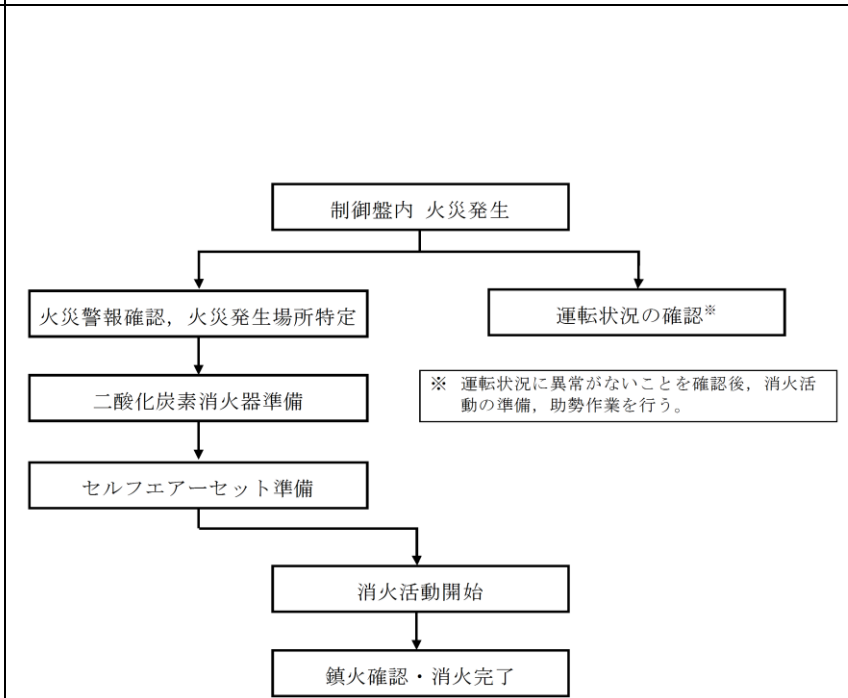 制御盤内 火災発生
火災警報確認，火災発生場所特定
運転状況の確認※
二酸化炭素消火器準備
※ 運転状況に異常がないことを確認後，消火活
動の準備，助勢作業を行う。
セルフエアーセット準備
消火活動開始
鎮火確認・消火完了